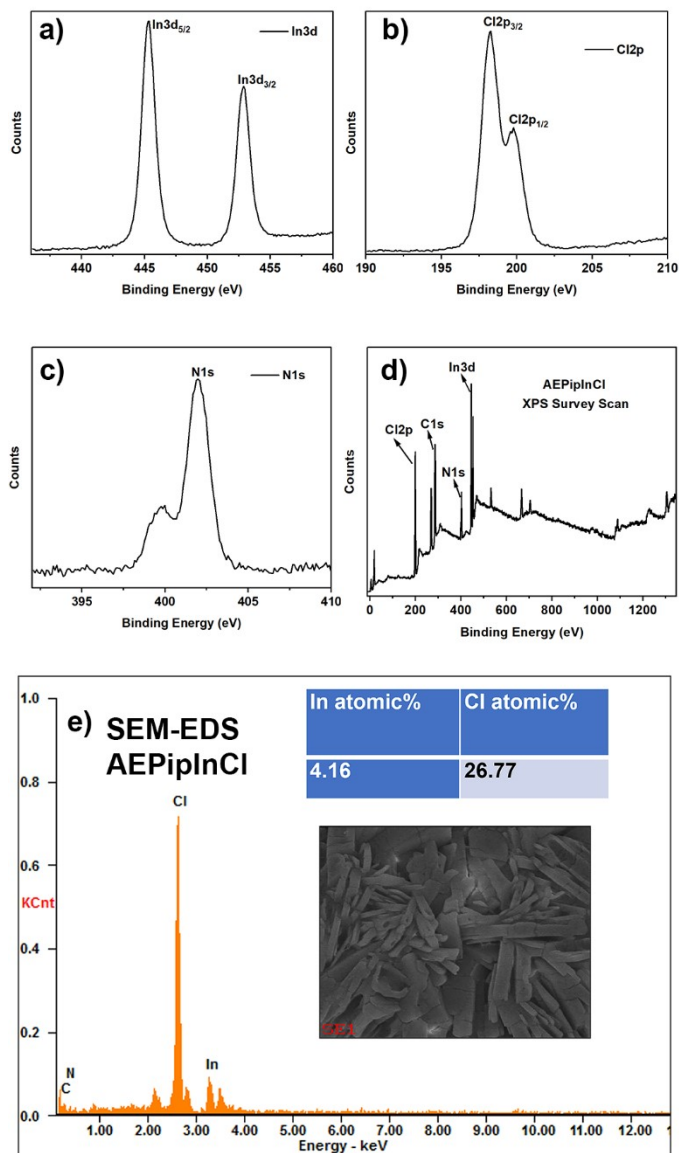 a)
In3d5/2
In3d
In3d3/2
Counts
440 445 450 455 460
Binding Energy (eV)
b)
Cl2p3/2
Cl2p
Cl2p1/2
Counts
190 195 200 205 210
Binding Energy (eV)
c)
N1s
N1s
Counts
395 400 405 410
Binding Energy (eV)
d)
In3d
AEPipInCl
XPS Survey Scan
Cl2p
C1s
N1s
Counts
0 200 400 600 800 1000 1200
Binding Energy (eV)
e) SEM-EDS
AEPipInCl
In atomic% Cl atomic%
4.16 26.77
1.0
0.8
0.6
KCnt
0.4
0.2
0.0
Cl
N
C
In
1.00 2.00 3.00 4.00 5.00 6.00 7.00 8.00 9.00 10.00 11.00 12.00 1
Energy - keV